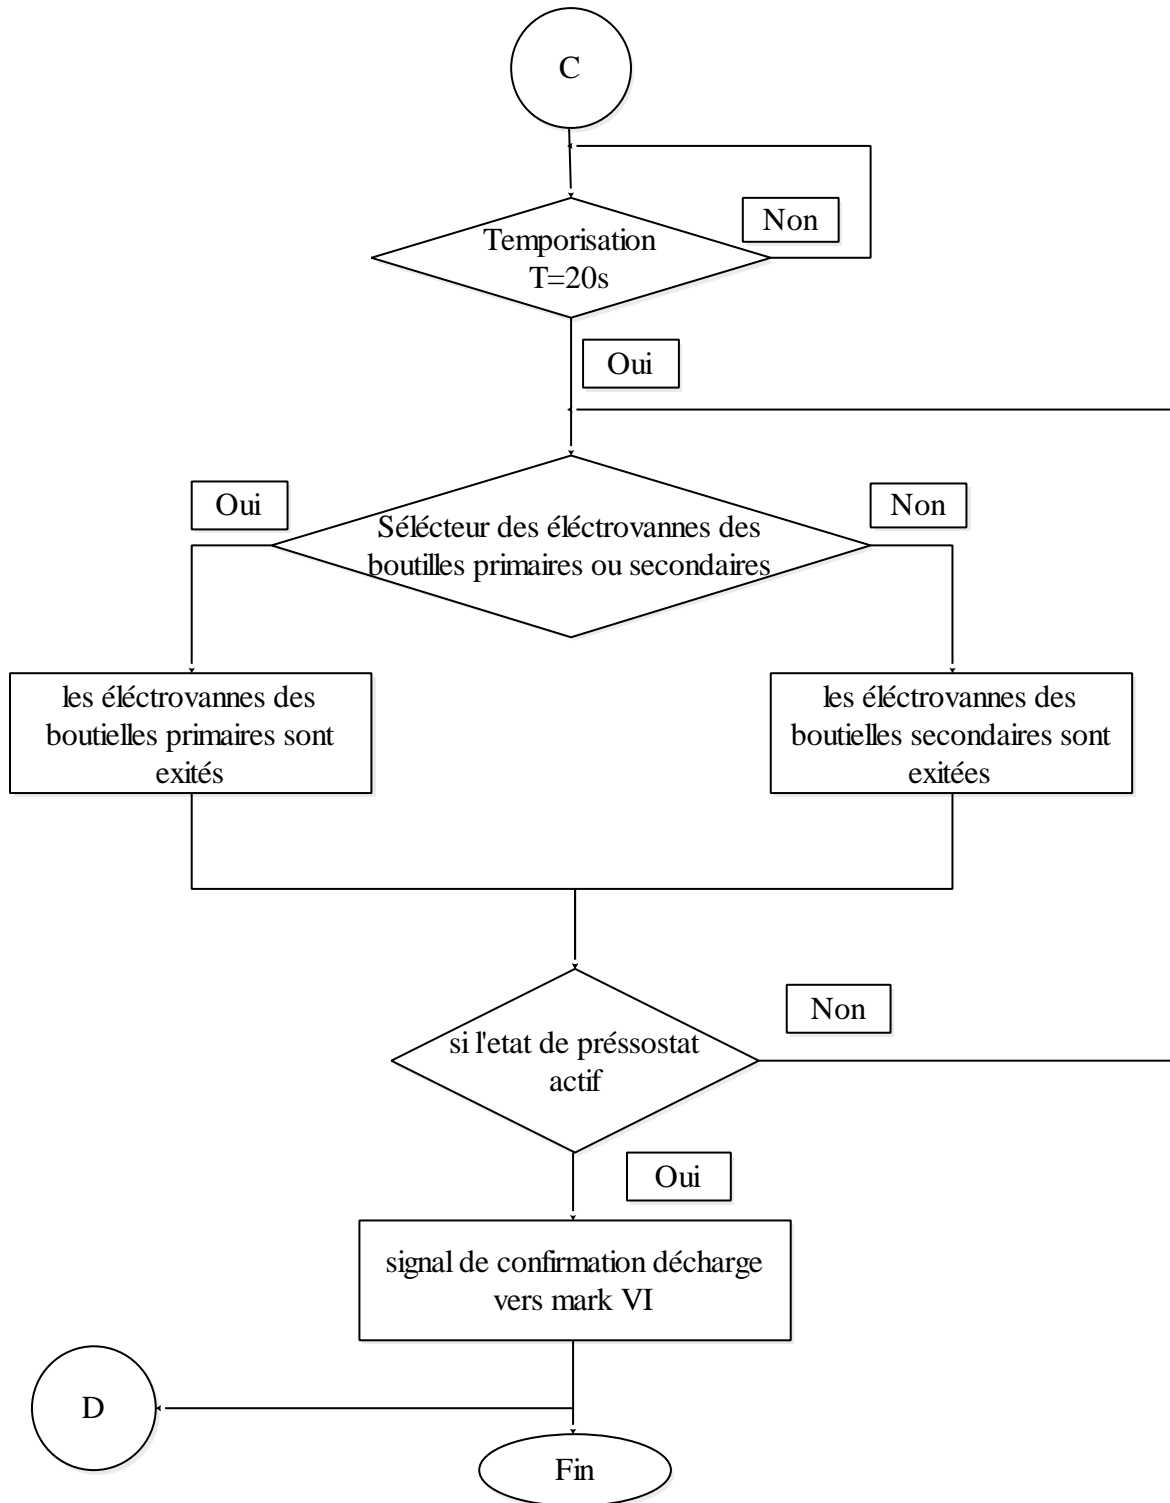 C
Non
Temporisation
T=20s
Oui
Oui
Non
Sélécteur des éléctrovannes des
boutilles primaires ou secondaires
les éléctrovannes des
boutielles primaires sont
exités
les éléctrovannes des
boutielles secondaires sont
exitées
Non
si l'etat de préssostat
actif
Oui
signal de confirmation décharge
vers mark VI
D
Fin